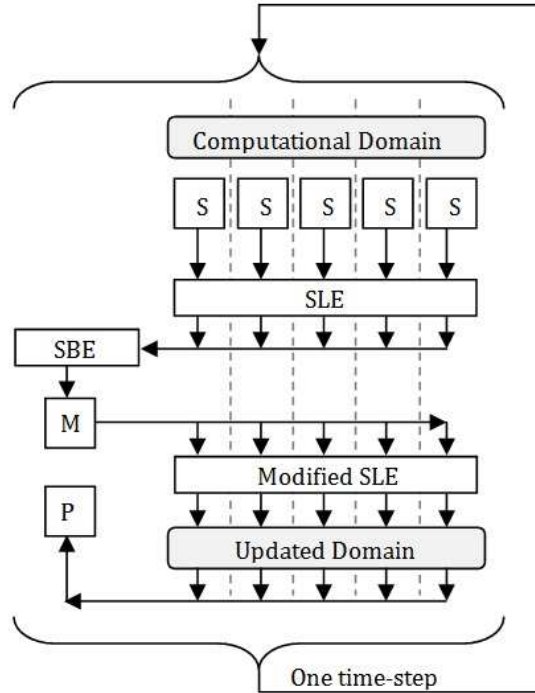 Computational Domain
S S S S S
SLE
SBE
M
Modified SLE
P
Updated Domain
One time-step